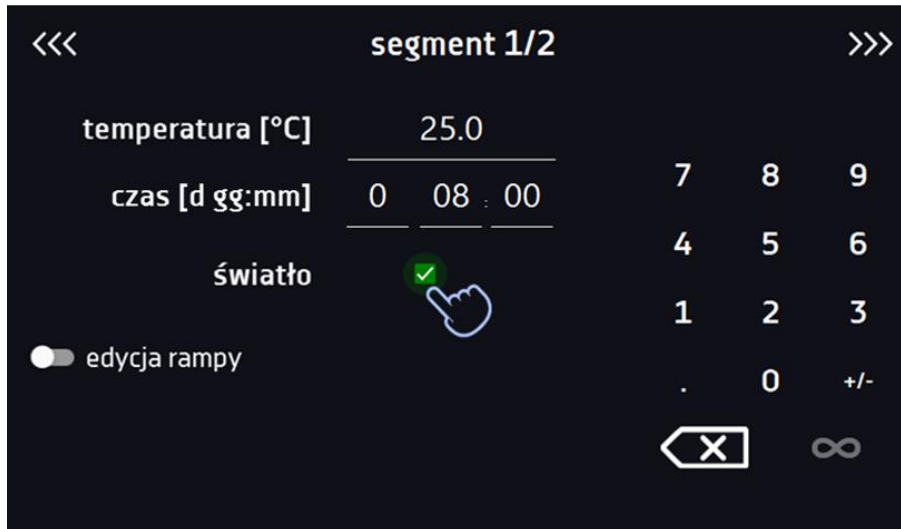 <<< segment 1/2 >>>
temperatura [°C] 25.0
czas [d gg:mm] 0 08 : 00
światło
edycja rampy
7 8 9
4 5 6
1 2 3
. 0 +/-
X ∞